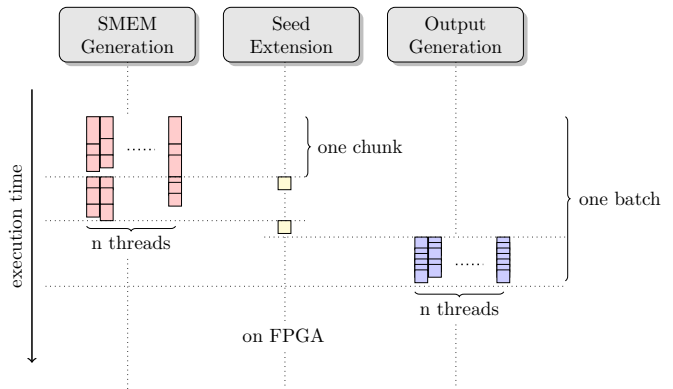 SMEM
Generation
Seed
Extension
Output
Generation
execution time
one chunk
one batch
n threads
n threads
on FPGA